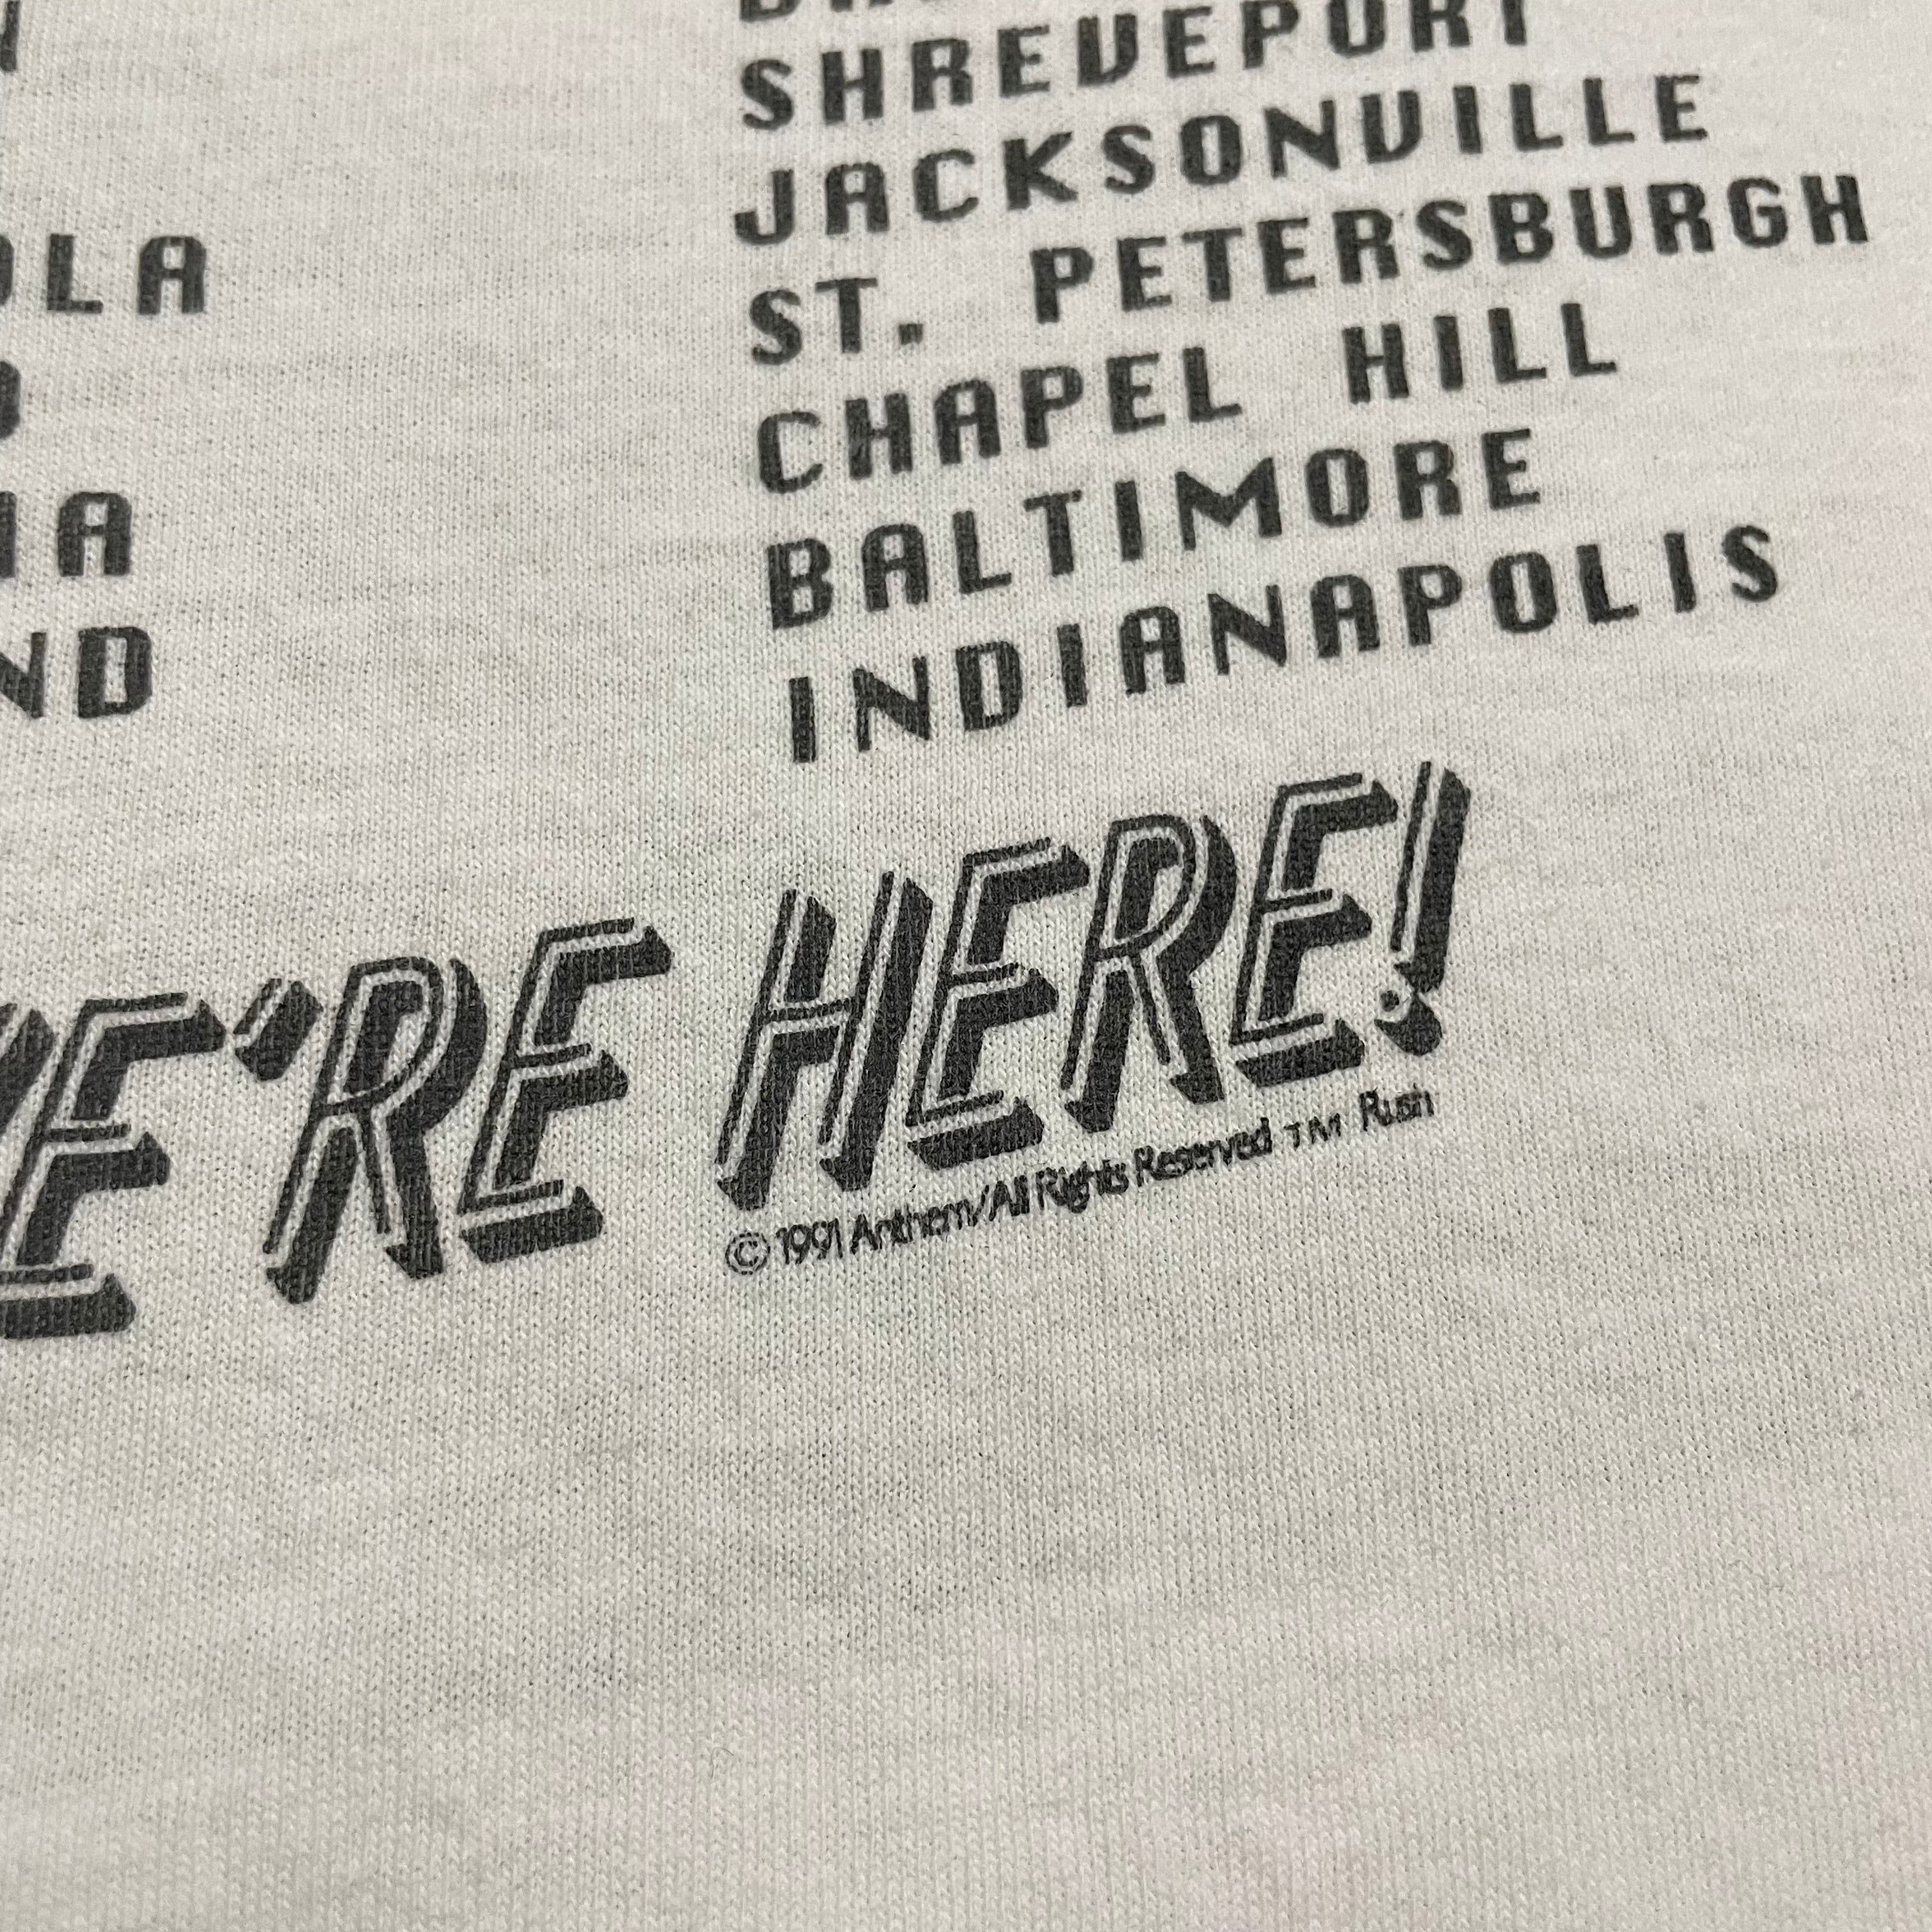 SHREVEPORT
JACKSONVILLE
ST. PETERSBURGH
CHAPEL HILL
BALTIMORE
INDIANAPOLIS
E'RE HERE!
© 1991 Anthem/All Rights Reserved TM Rush